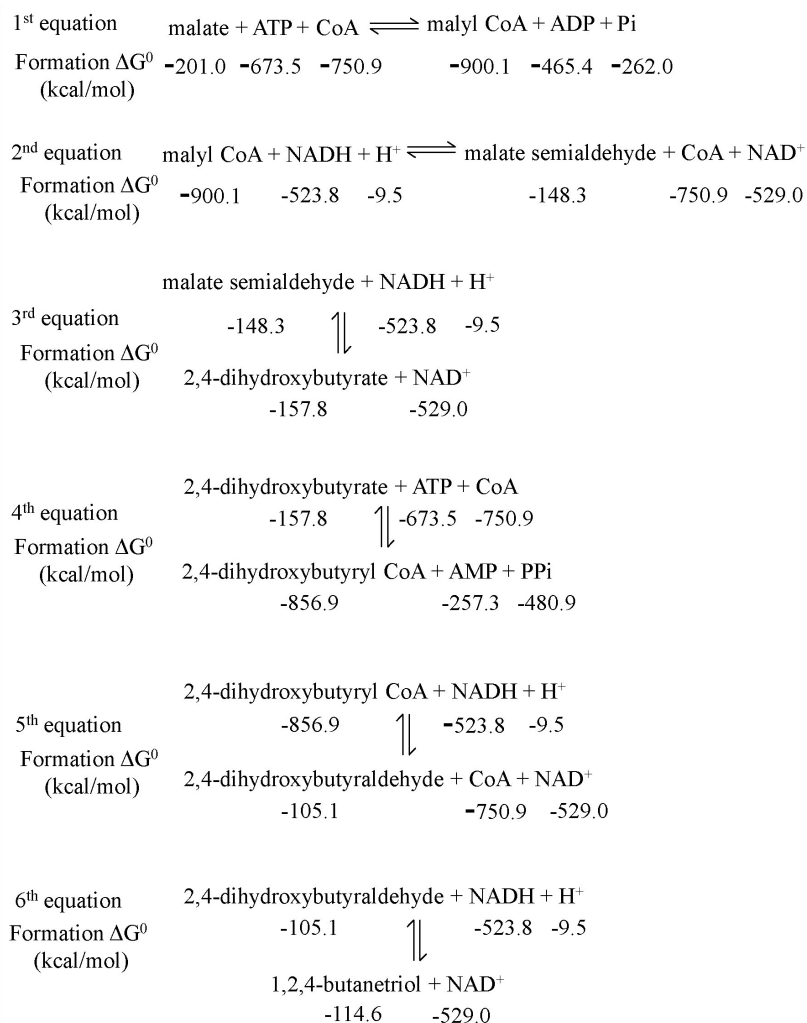 1st equation malate + ATP + CoA ⇌ malyl CoA + ADP + Pi
Formation ΔG0 -201.0 -673.5 -750.9 -900.1 -465.4 -262.0
(kcal/mol)
2nd equation malyl CoA + NADH + H+ ⇌ malate semialdehyde + CoA + NAD+
Formation ΔG0
(kcal/mol) -900.1 -523.8 -9.5 -148.3 -750.9 -529.0
malate semialdehyde + NADH + H+
3rd equation -148.3 ⇌ -523.8 -9.5
Formation ΔG0
(kcal/mol) 2,4-dihydroxybutyrate + NAD+
-157.8 -529.0
2,4-dihydroxybutyrate + ATP + CoA
4th equation -157.8 ⇌ -673.5 -750.9
Formation ΔG0
(kcal/mol) 2,4-dihydroxybutyryl CoA + AMP + PPi
-856.9 -257.3 -480.9
2,4-dihydroxybutyryl CoA + NADH + H+
5th equation -856.9 ⇌ -523.8 -9.5
Formation ΔG0
(kcal/mol) 2,4-dihydroxybutyraldehyde + CoA + NAD+
-105.1 -750.9 -529.0
6th equation 2,4-dihydroxybutyraldehyde + NADH + H+
Formation ΔG0 -105.1 ⇌ -523.8 -9.5
(kcal/mol)
1,2,4-butanetriol + NAD+
-114.6 -529.0